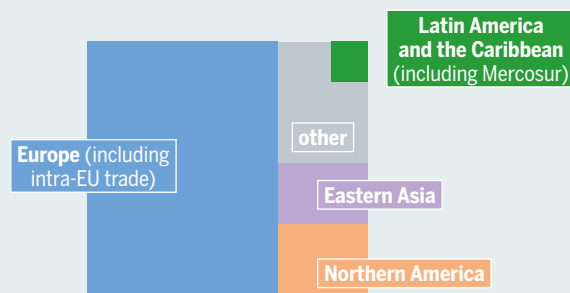 Latin America
and the Caribbean
(including Mercosur)
other
Europe (including
intra-EU trade)
Eastern Asia
Northern America